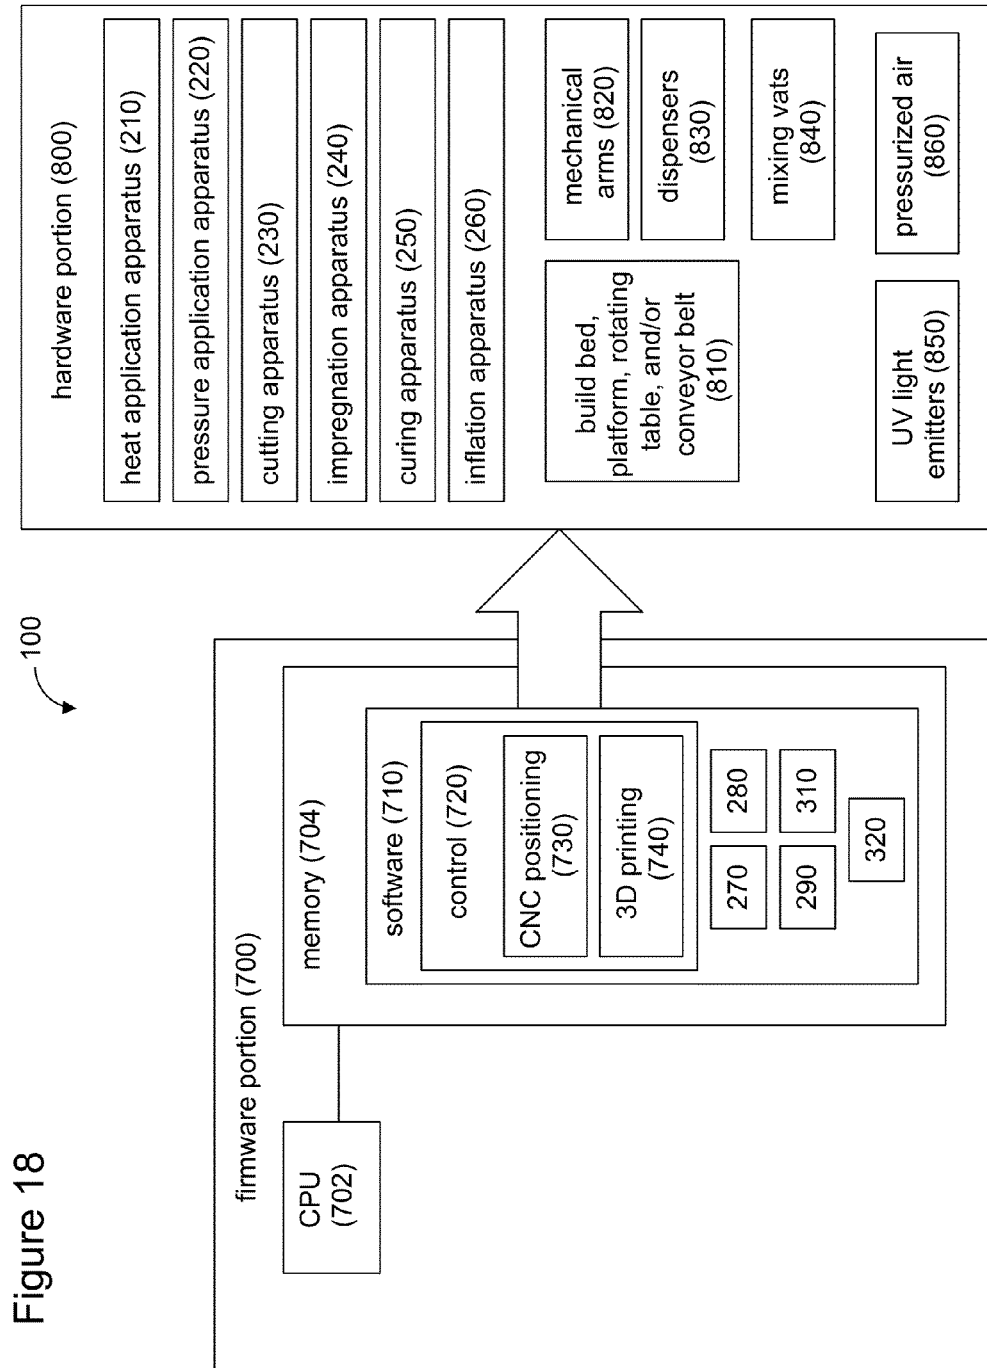 Figure 18
100
firmware portion (700)
CPU
(702)
memory (704)
software (710)
control (720)
CNC positioning
(730)
3D printing
(740)
270
280
290
310
320
hardware portion (800)
heat application apparatus (210)
pressure application apparatus (220)
cutting apparatus (230)
impregnation apparatus (240)
curing apparatus (250)
inflation apparatus (260)
build bed,
platform, rotating
table, and/or
conveyor belt
(810)
mechanical
arms (820)
dispensers
(830)
mixing vats
(840)
UV light
emitters (850)
pressurized air
(860)